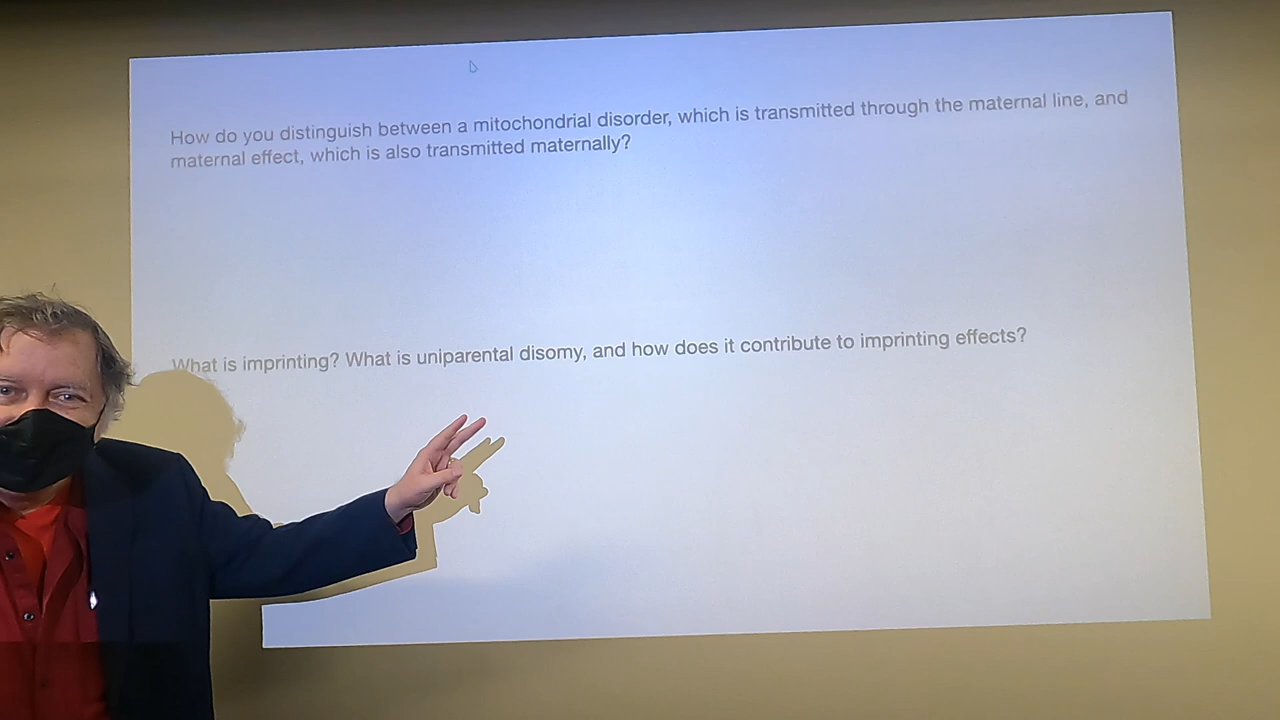 How do you distinguish between a mitochondrial disorder, which is transmitted through the maternal line, and
maternal effect, which is also transmitted maternally?
What is imprinting? What is uniparental disomy, and how does it contribute to imprinting effects?